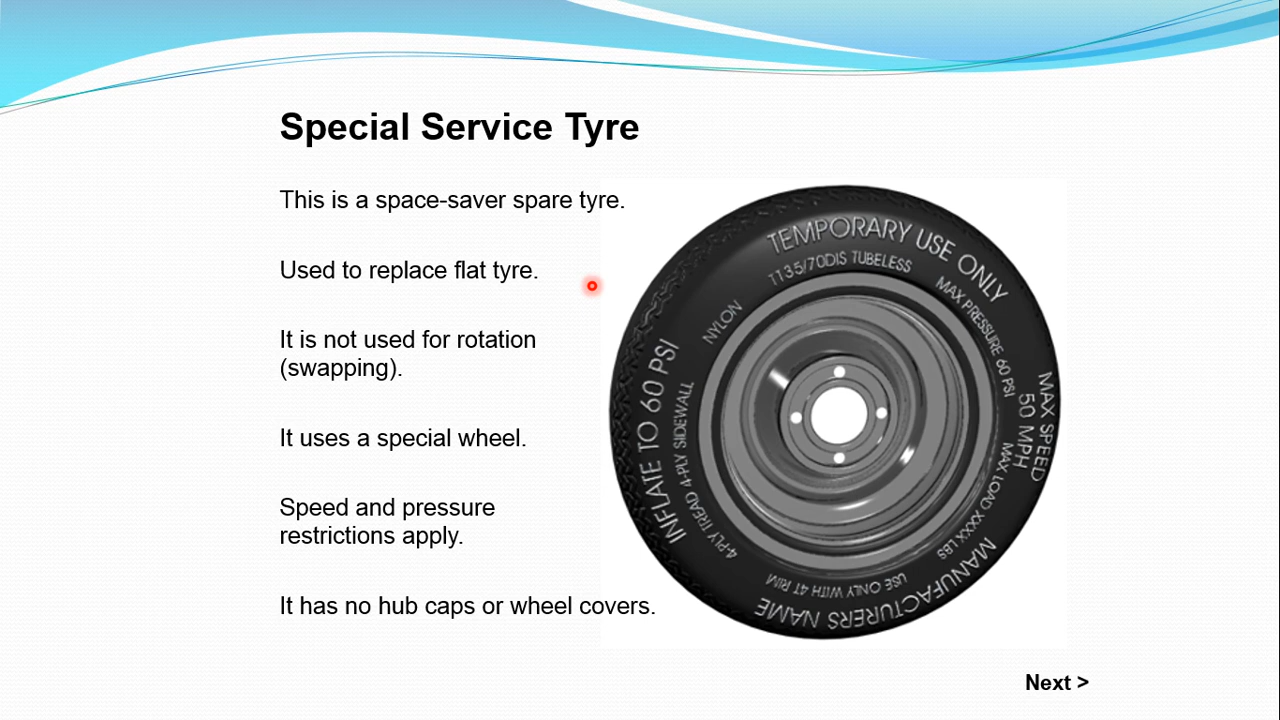 Special Service Tyre
This is a space-saver spare tyre.
Used to replace flat tyre.
It is not used for rotation
(swapping).
It uses a special wheel.
Speed and pressure
restrictions apply.
It has no hub caps or wheel covers.
TEMPORARY USE ONLY
T135/70DIS TUBELESS
NYLON
MAX PRESSURE 60 PSI
INFLATE TO 60 PSI
4-PLY TREAD 4-PLY SIDEWALL
MAX SPEED
50 MPH
MAX LOAD XXXX LBS
USE ONLY WITH 4T RIM
MANUFACTURERS NAME
Next >